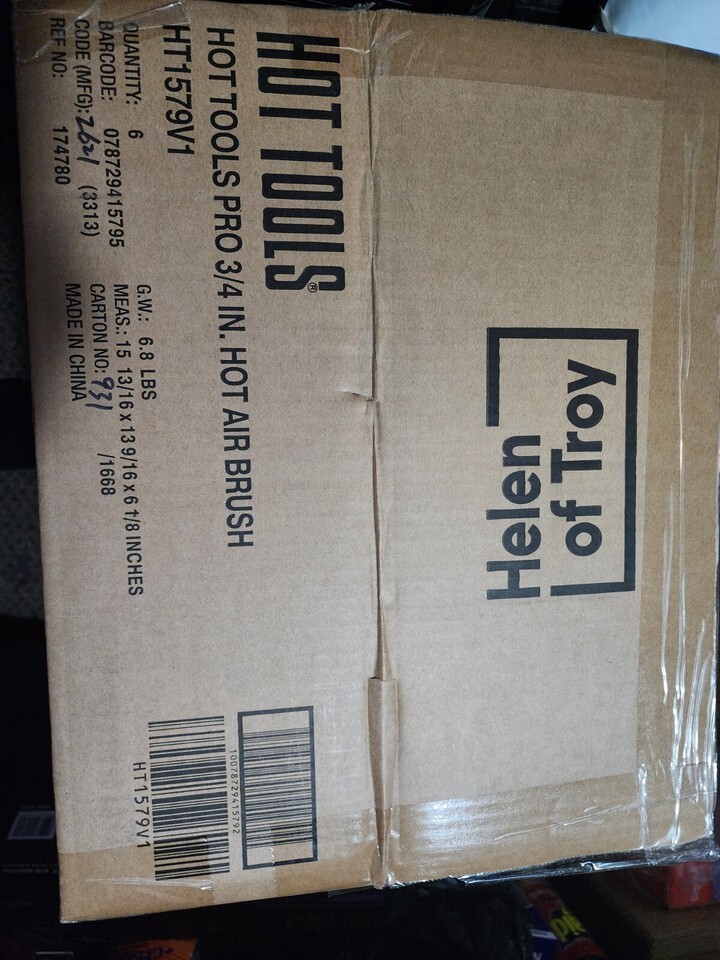 HOT TOOLS®
HOT TOOLS PRO 3/4 IN. HOT AIR BRUSH
HT1579V1
QUANTITY: 6
BARCODE: 078729415795
CODE (MFG): 2621 (3313)
REF NO: 174780
G.W.: 6.8 LBS
MEAS.: 15 13/16 x 13 9/16 x 6 1/8 INCHES
CARTON NO: 931 /1668
MADE IN CHINA
10078729415792
HT1579V1
Helen
of Troy